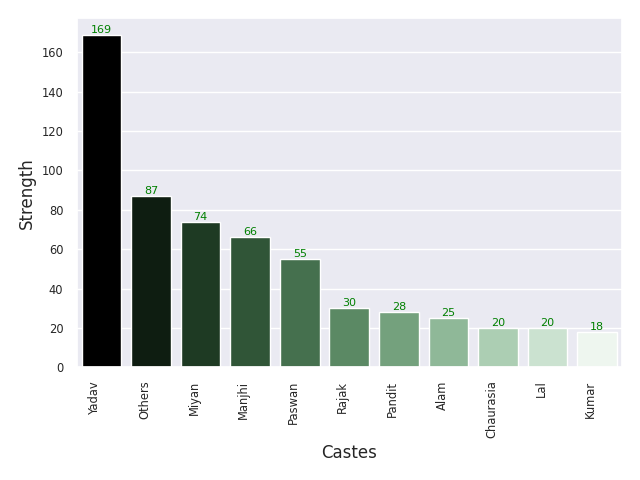 169
160
140
120
100
87
80
74
66
60
55
40
30
28
25
20
20
20
18
0
Strength
Yadav
Others
Miyan
Manjhi
Paswan
Rajak
Pandit
Alam
Chaurasia
Lal
Kumar
Castes